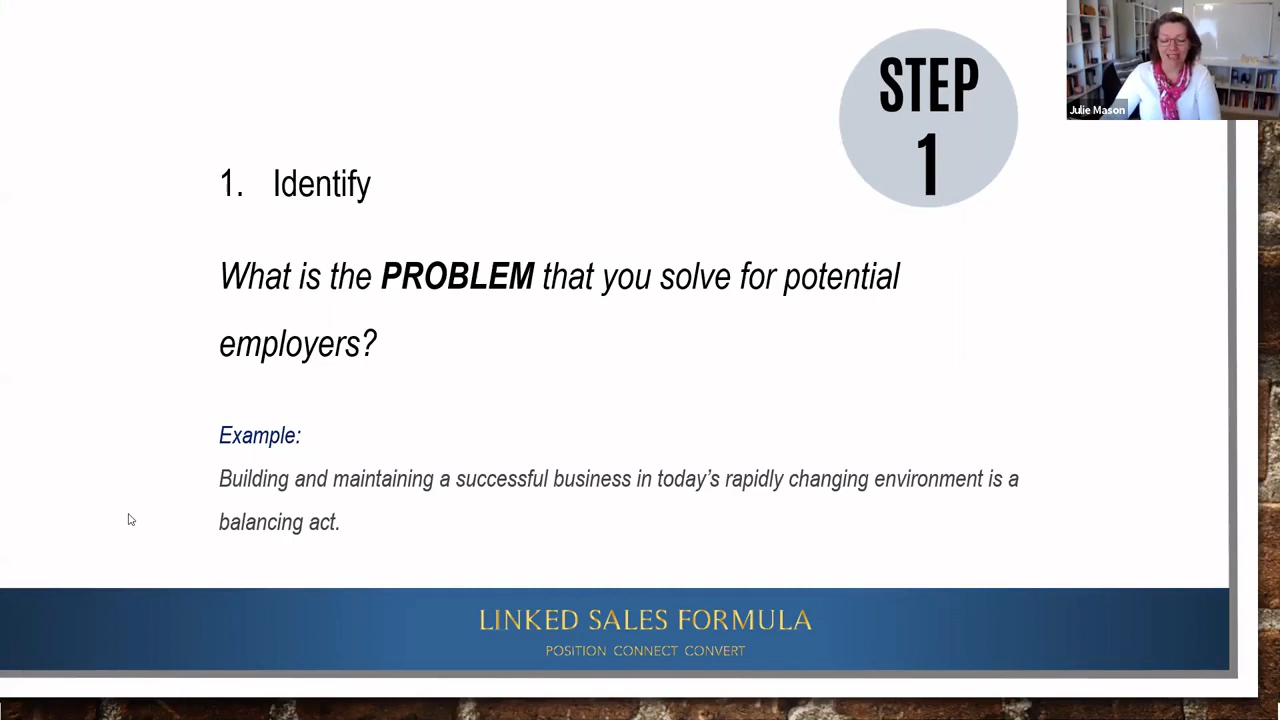 STEP
1
Julie Mason
1. Identify
What is the PROBLEM that you solve for potential
employers?
Example:
Building and maintaining a successful business in today’s rapidly changing environment is a
balancing act.
LINKED SALES FORMULA
POSITION CONNECT CONVERT